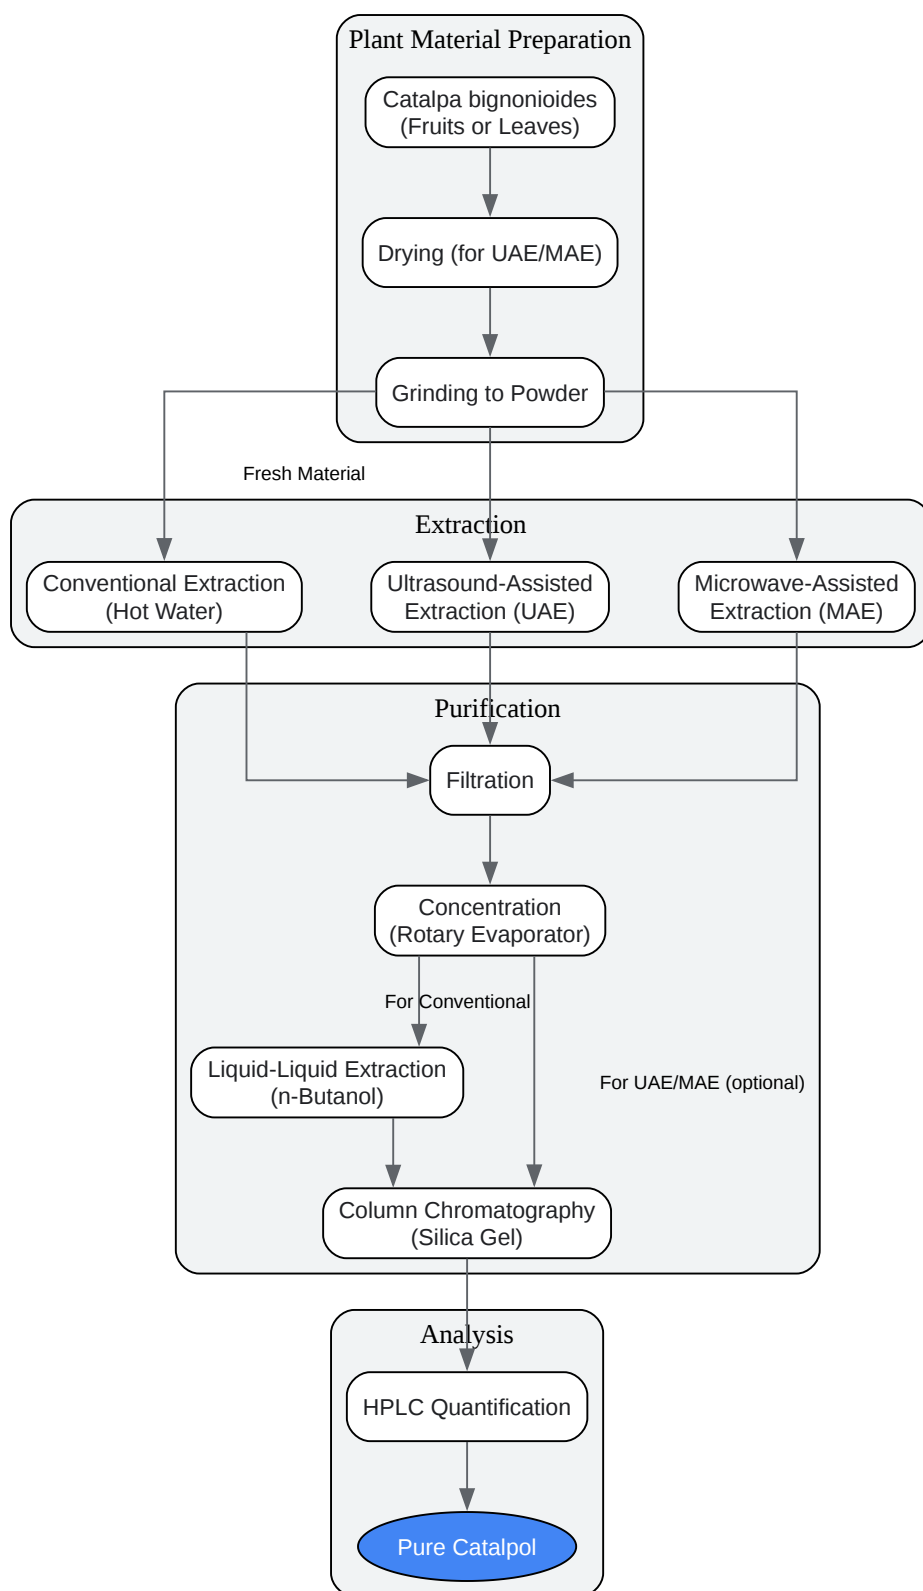 Plant Material Preparation
Catalpa bignonioides
(Fruits or Leaves)
Drying (for UAE/MAE)
Grinding to Powder
Fresh Material
Extraction
Conventional Extraction
(Hot Water)
Ultrasound-Assisted
Extraction (UAE)
Microwave-Assisted
Extraction (MAE)
Purification
Filtration
Concentration
(Rotary Evaporator)
For Conventional
Liquid-Liquid Extraction
(n-Butanol)
For UAE/MAE (optional)
Column Chromatography
(Silica Gel)
Analysis
HPLC Quantification
Pure Catalpol